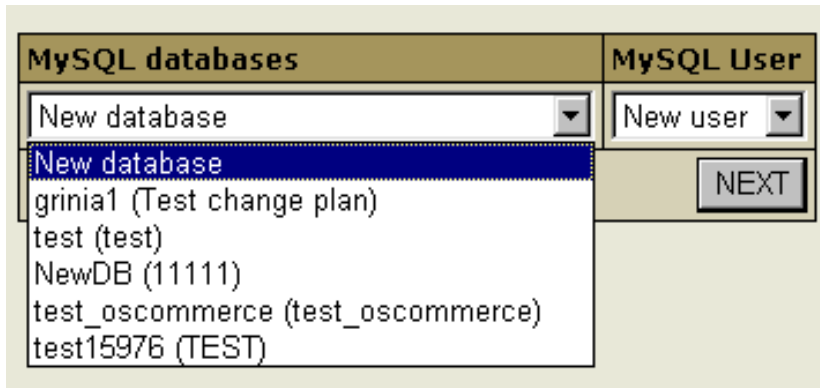 MySQL databases MySQL User
New database New user
New database
grinia1 (Test change plan)
NEXT
test (test)
NewDB (11111)
test_oscommerce (test_oscommerce)
test15976 (TEST)